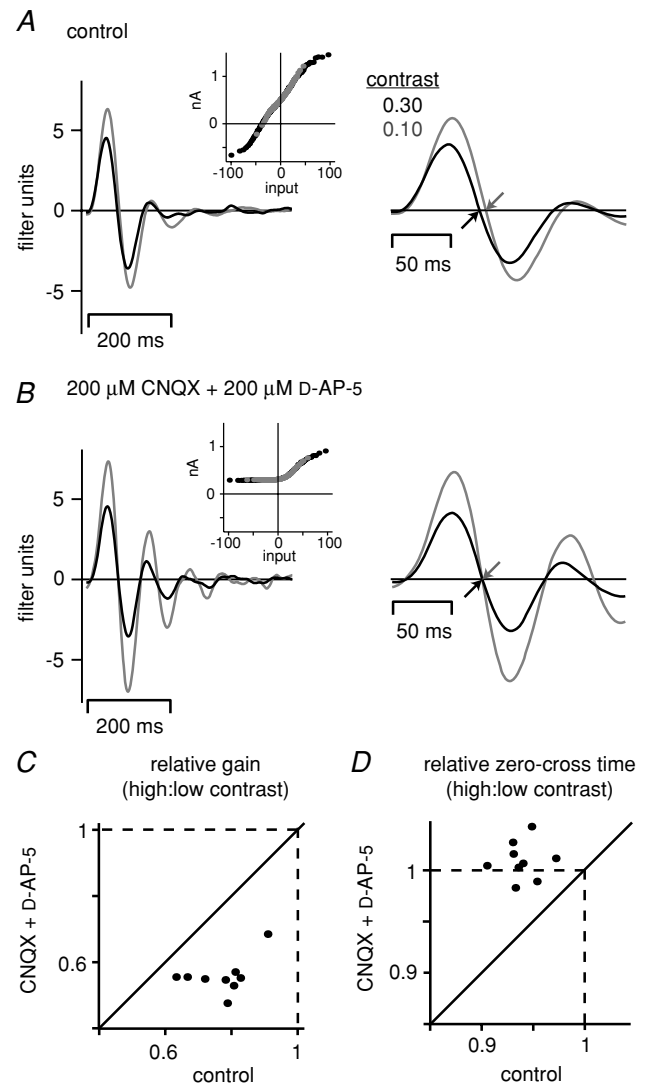 A
control
nA
1
0
-100
0
100
input
contrast
0.30
0.10
filter units
5
0
-5
200 ms
50 ms
B
200 μM CNQX + 200 μM D-AP-5
nA
1
0
-100
0
100
input
filter units
5
0
-5
200 ms
50 ms
C
relative gain
(high:low contrast)
CNQX + D-AP-5
1
0.6
0.6
1
control
D
relative zero-cross time
(high:low contrast)
CNQX + D-AP-5
1
0.9
0.9
1
control